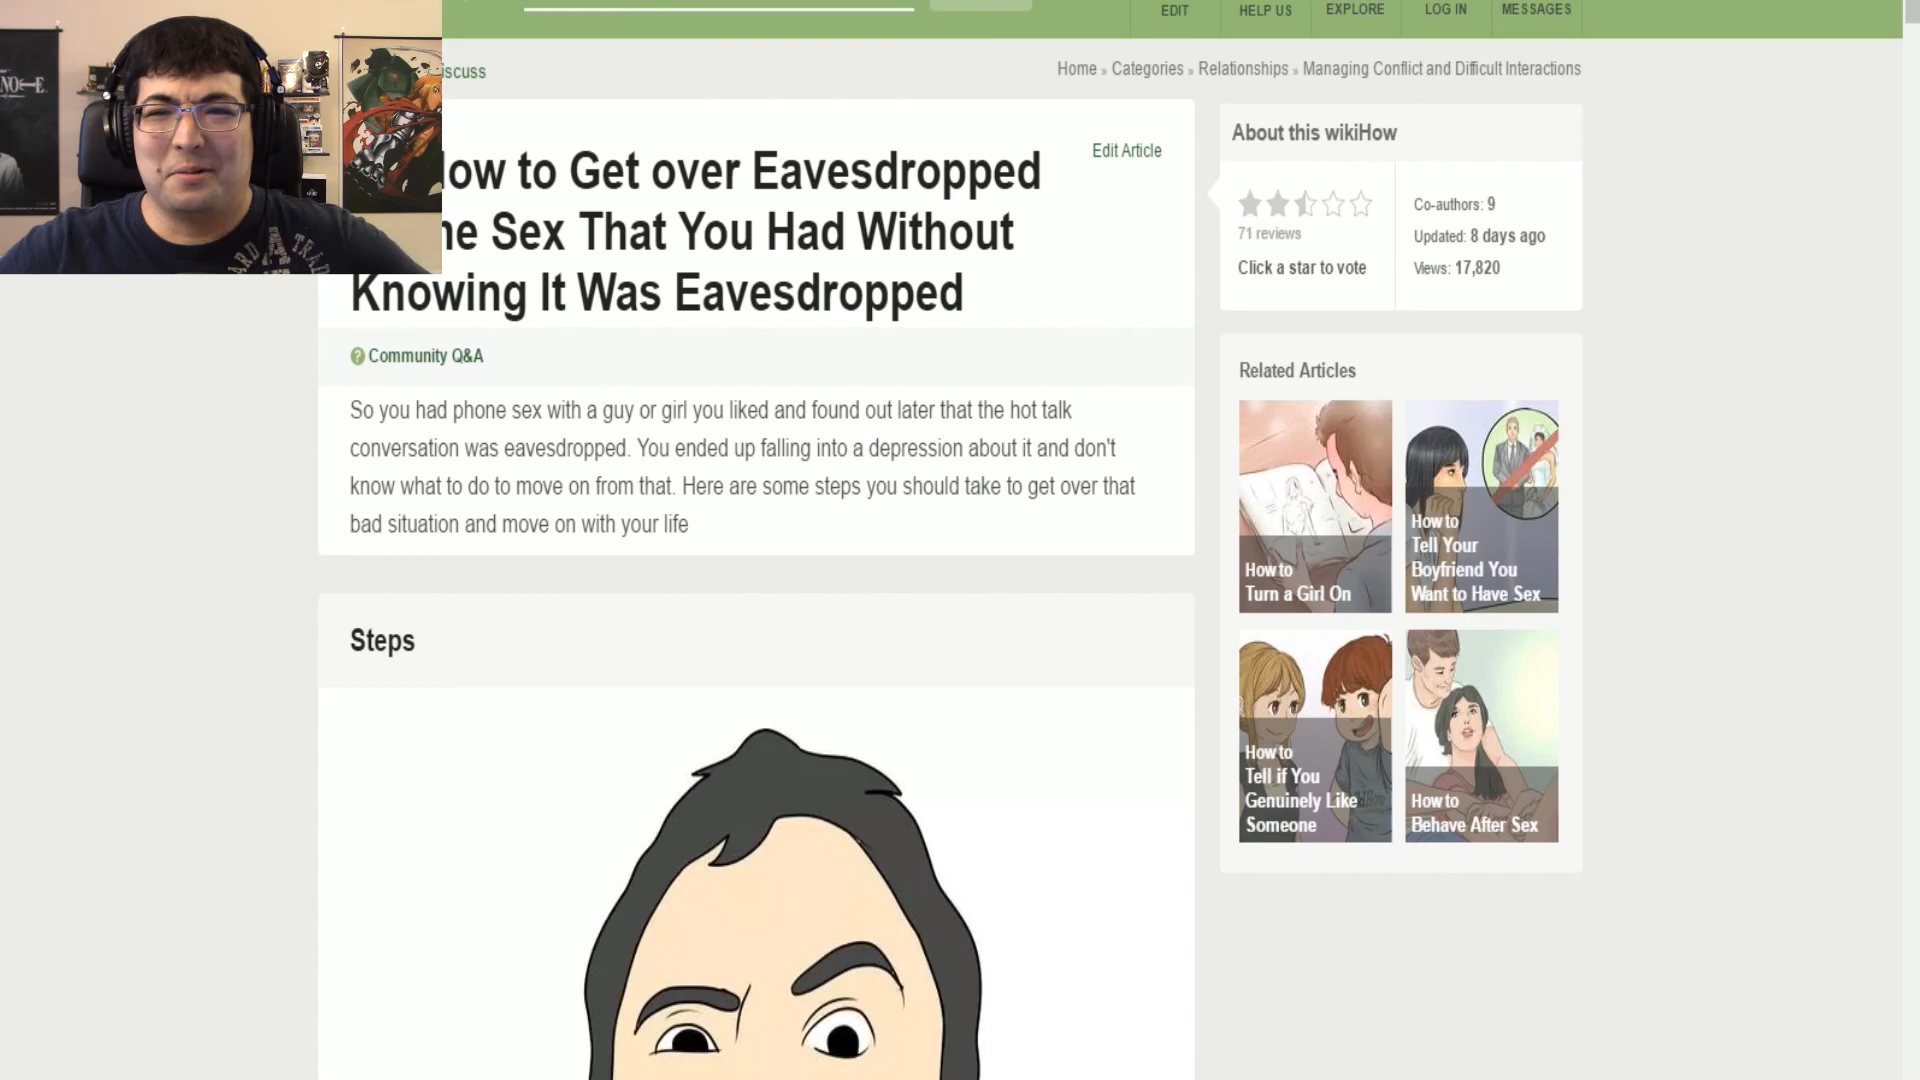 EDIT
HELP US
EXPLORE
LOG IN
MESSAGES
iscuss
Home » Categories » Relationships » Managing Conflict and Difficult Interactions
Edit Article
ow to Get over Eavesdropped
ne Sex That You Had Without
Knowing It Was Eavesdropped
Community Q&A
So you had phone sex with a guy or girl you liked and found out later that the hot talk
conversation was eavesdropped. You ended up falling into a depression about it and don't
know what to do to move on from that. Here are some steps you should take to get over that
bad situation and move on with your life
Steps
About this wikiHow
71 reviews
Click a star to vote
Co-authors: 9
Updated: 8 days ago
Views: 17,820
Related Articles
How to
Turn a Girl On
How to
Tell Your
Boyfriend You
Want to Have Sex
How to
Tell if You
Genuinely Like
Someone
How to
Behave After Sex